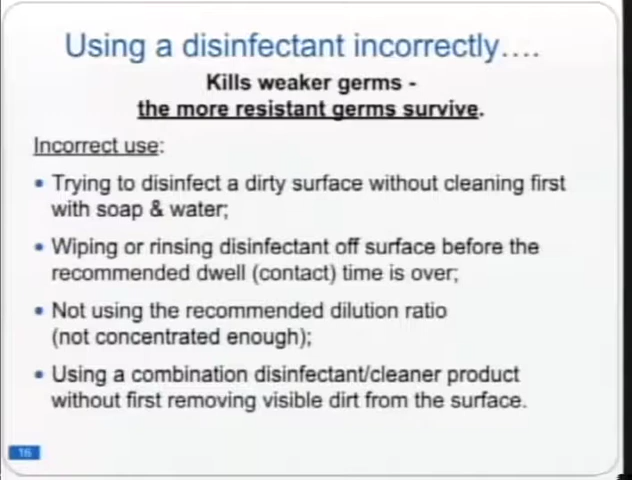 Using a disinfectant incorrectly....
Kills weaker germs -
the more resistant germs survive.
Incorrect use:
• Trying to disinfect a dirty surface without cleaning first
with soap & water;
• Wiping or rinsing disinfectant off surface before the
recommended dwell (contact) time is over;
• Not using the recommended dilution ratio
(not concentrated enough);
• Using a combination disinfectant/cleaner product
without first removing visible dirt from the surface.
16